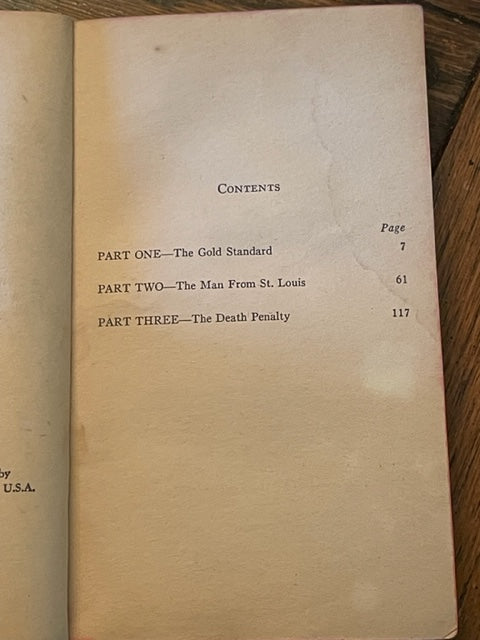 CONTENTS
Page
PART ONE—The Gold Standard 7
PART TWO—The Man From St. Louis 61
PART THREE—The Death Penalty 117
by
U.S.A.